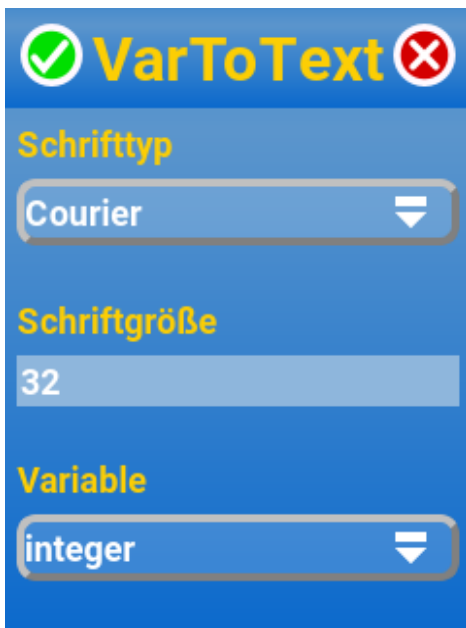 VarToText
Schrifttyp
Courier
Schriftgröße
32
Variable
integer